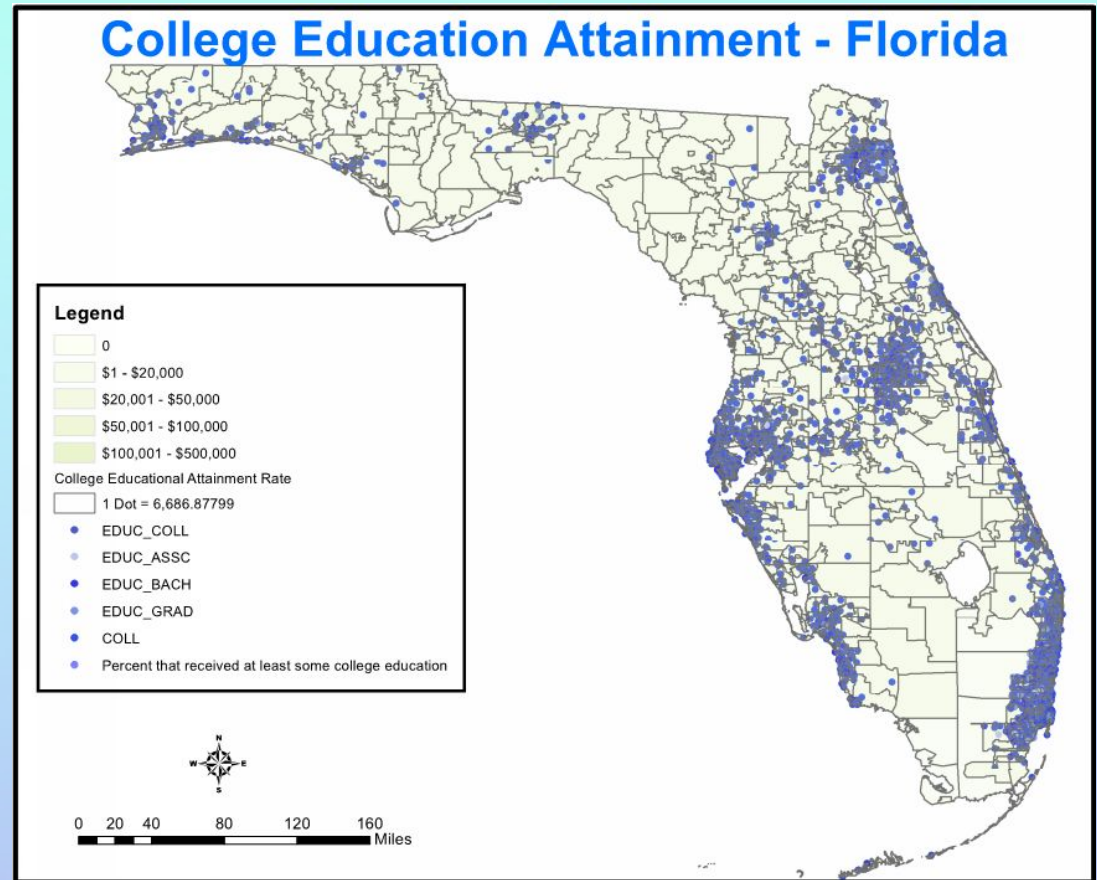 College Education Attainment - Florida
Legend
0
$1 - $20,000
$20,001 - $50,000
$50,001 - $100,000
$100,001 - $500,000
College Educational Attainment Rate
1 Dot = 6,686.87799
EDUC_COLL
EDUC_ASSC
EDUC_BACH
EDUC_GRAD
COLL
Percent that received at least some college education
N
W E
S
0 20 40 80 120 160
Miles